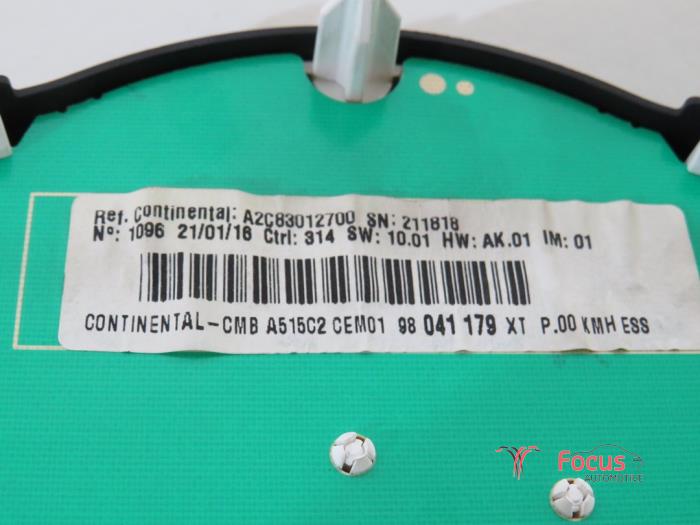 Ref. Continental: A2C83012700 SN: 211818
Nº: 1096 21/01/16 Ctrl: 314 SW: 10.01 HW: AK.01 IM: 01
CONTINENTAL-CMB A515C2 CEM01 98 041 179 XT P.00 KMH ESS
Focus
AUTOMOTIVE